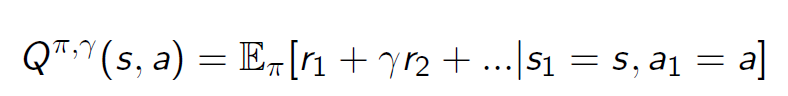 Q^{π,γ}(s, a) = 𝔼_π[r_1 + γr_2 + ...|s_1 = s, a_1 = a]